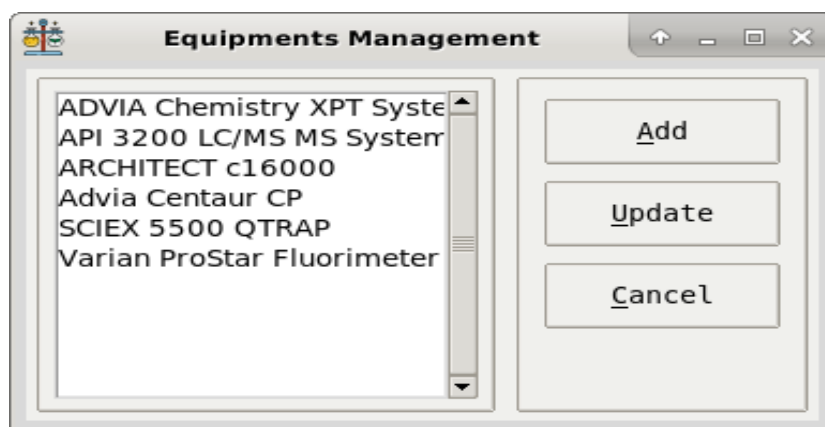 Equipments Management
ADVIA Chemistry XPT Syste
API 3200 LC/MS MS System
ARCHITECT c16000
Advia Centaur CP
SCIEX 5500 QTRAP
Varian ProStar Fluorimeter
Add
Update
Cancel